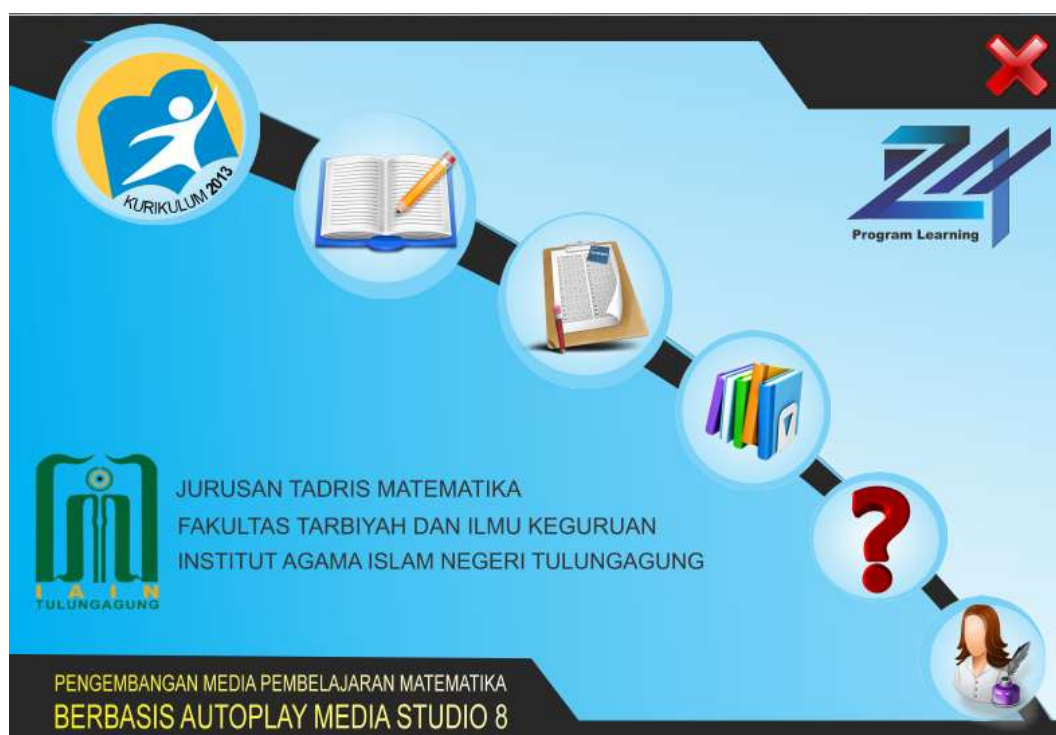 KURIKULUM 2013
Program Learning
JURUSAN TADRIS MATEMATIKA
FAKULTAS TARBIYAH DAN ILMU KEGURUAN
INSTITUT AGAMA ISLAM NEGERI TULUNGAGUNG
I A I N
TULUNGAGUNG
PENGEMBANGAN MEDIA PEMBELAJARAN MATEMATIKA
BERBASIS AUTOPLAY MEDIA STUDIO 8